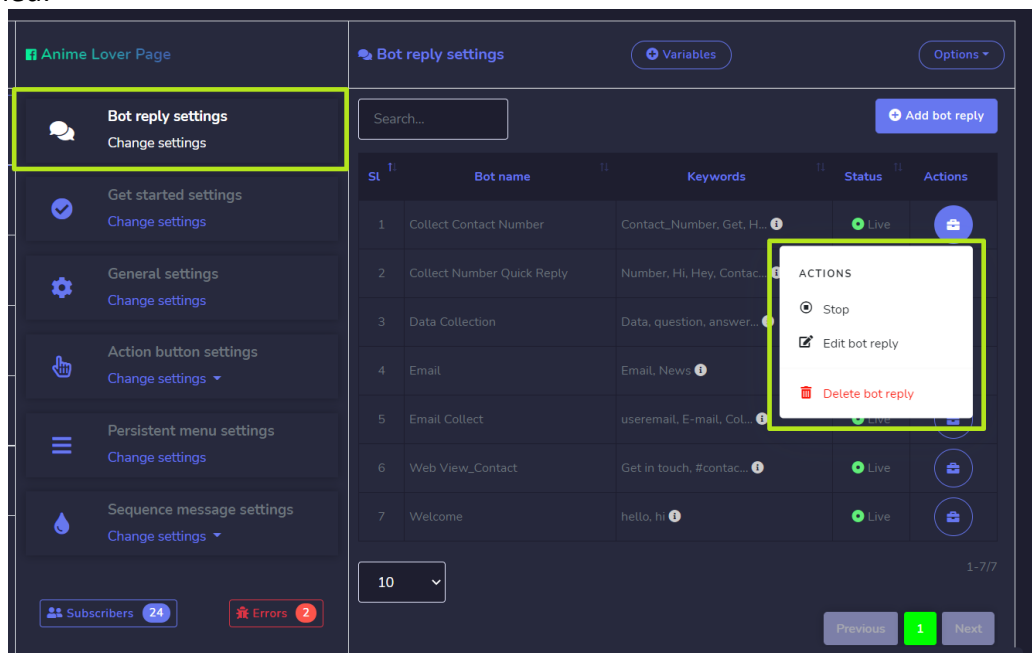 Anime Lover Page
Bot reply settings
Variables
Options
Bot reply settings
Change settings
Get started settings
Change settings
General settings
Change settings
Action button settings
Change settings
Persistent menu settings
Change settings
Sequence message settings
Change settings
Subscribers 24
Errors 2
Search...
Add bot reply
Sl Bot name Keywords Status Actions
1 Collect Contact Number Contact_Number, Get, H... Live
2 Collect Number Quick Reply Number, Hi, Hey, Contac...
3 Data Collection Data, question, answer...
4 Email Email, News
5 Email Collect useremail, E-mail, Col... Live
6 Web View_Contact Get in touch, #contac... Live
7 Welcome hello, hi Live
ACTIONS
Stop
Edit bot reply
Delete bot reply
10
1-7/7
Previous 1 Next